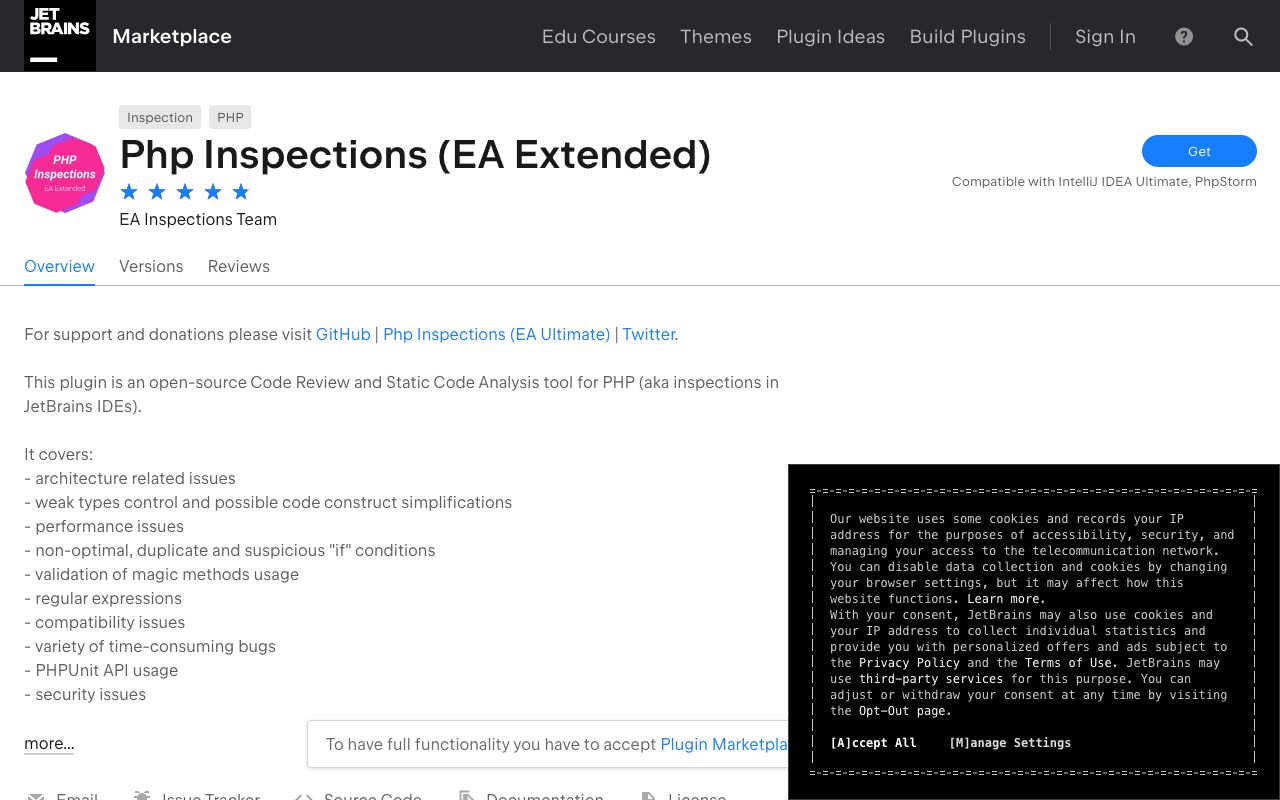 JET
BRAINS
Marketplace
Edu Courses
Themes
Plugin Ideas
Build Plugins
Sign In
?
Inspection
PHP
PHP
Inspections
EA Extended
Php Inspections (EA Extended)
EA Inspections Team
Get
Compatible with IntelliJ IDEA Ultimate, PhpStorm
Overview
Versions
Reviews
For support and donations please visit GitHub | Php Inspections (EA Ultimate) | Twitter.
This plugin is an open-source Code Review and Static Code Analysis tool for PHP (aka inspections in
JetBrains IDEs).
It covers:
- architecture related issues
- weak types control and possible code construct simplifications
- performance issues
- non-optimal, duplicate and suspicious "if" conditions
- validation of magic methods usage
- regular expressions
- compatibility issues
- variety of time-consuming bugs
- PHPUnit API usage
- security issues
more...
To have full functionality you have to accept Plugin Marketpla
Email
Issue Tracker
Source Code
Documentation
License
Our website uses some cookies and records your IP
address for the purposes of accessibility, security, and
managing your access to the telecommunication network.
You can disable data collection and cookies by changing
your browser settings, but it may affect how this
website functions. Learn more.
With your consent, JetBrains may also use cookies and
your IP address to collect individual statistics and
provide you with personalized offers and ads subject to
the Privacy Policy and the Terms of Use. JetBrains may
use third-party services for this purpose. You can
adjust or withdraw your consent at any time by visiting
the Opt-Out page.
[A]ccept All
[M]anage Settings